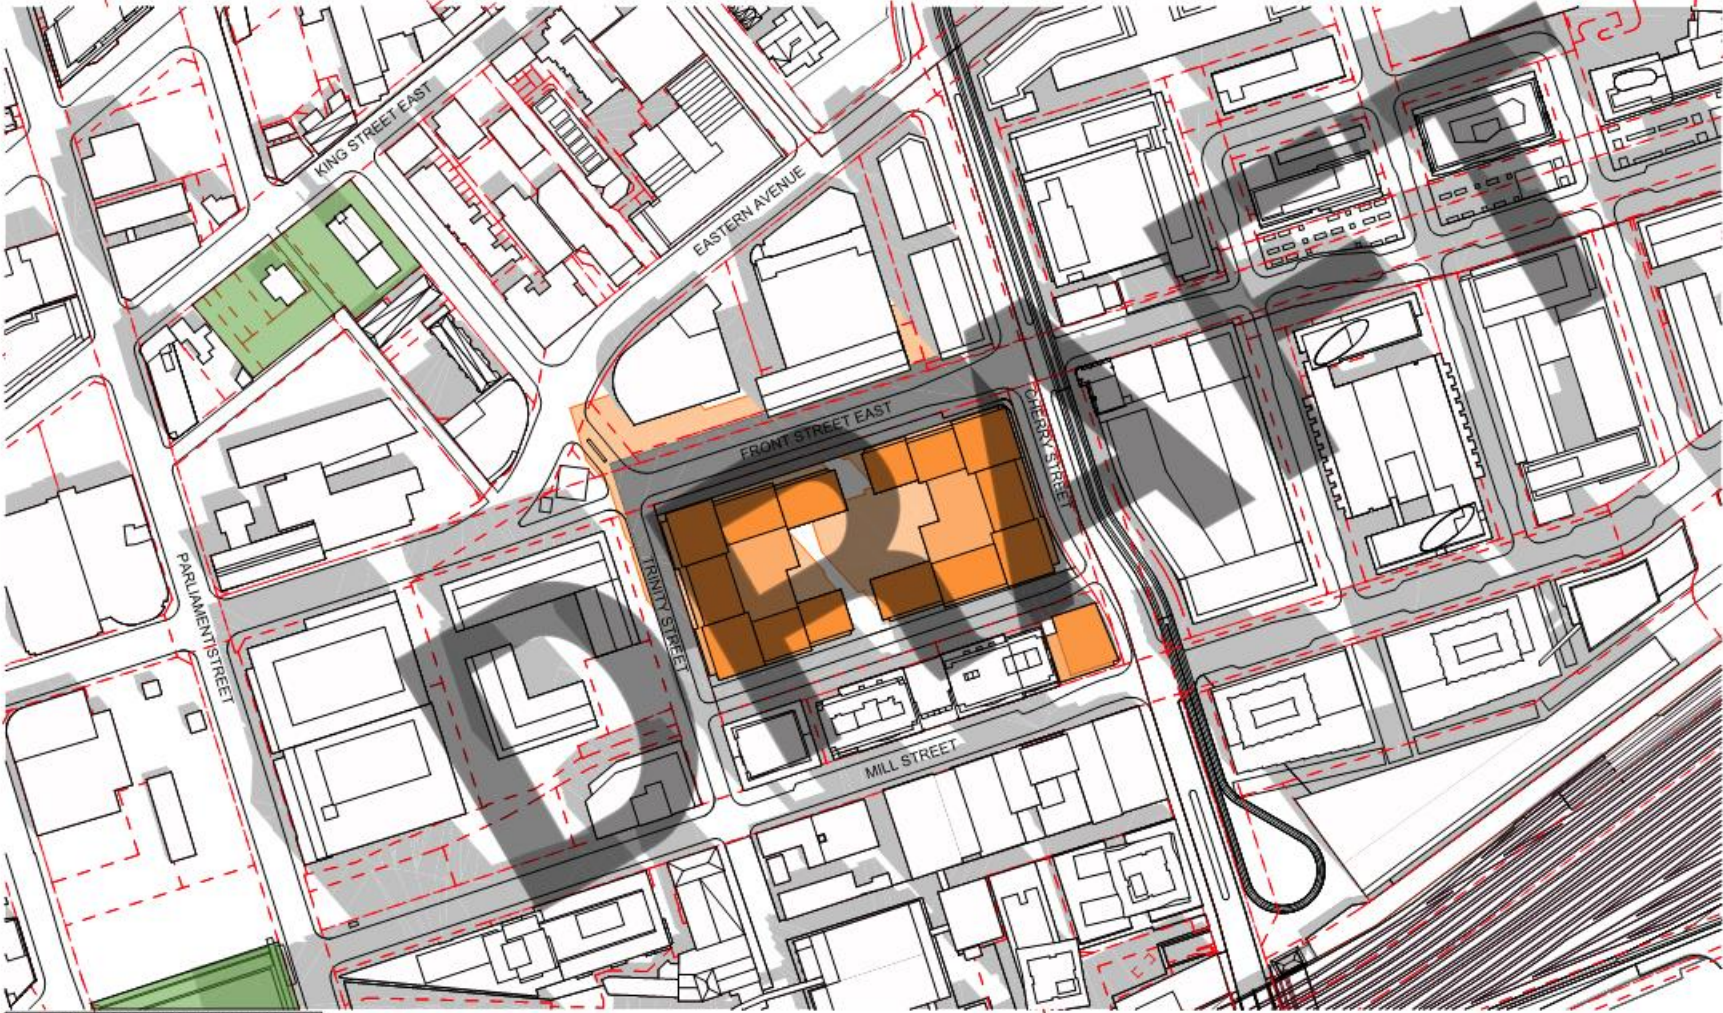 KING STREET EAST
EASTERN AVENUE
FRONT STREET EAST
CHERRY STREET
TRINITY STREET
PARLIAMENT STREET
MILL STREET
DRAFT